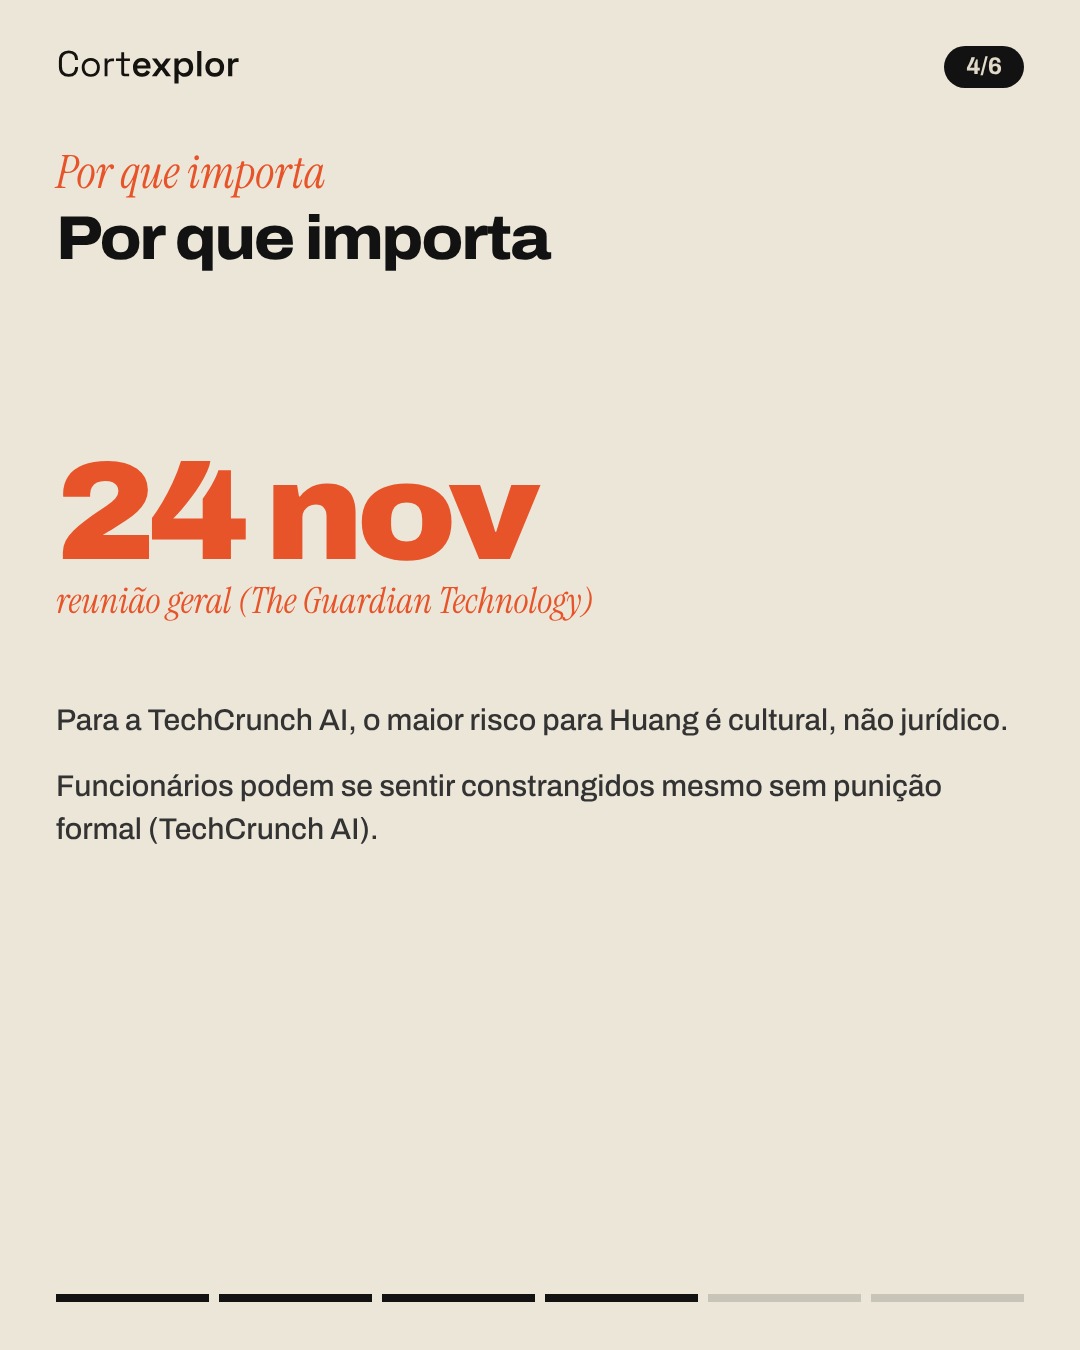 Cortexplor
4/6
Por que importa
Por que importa
24 nov
reunião geral (The Guardian Technology)
Para a TechCrunch AI, o maior risco para Huang é cultural, não jurídico.
Funcionários podem se sentir constrangidos mesmo sem punição
formal (TechCrunch AI).